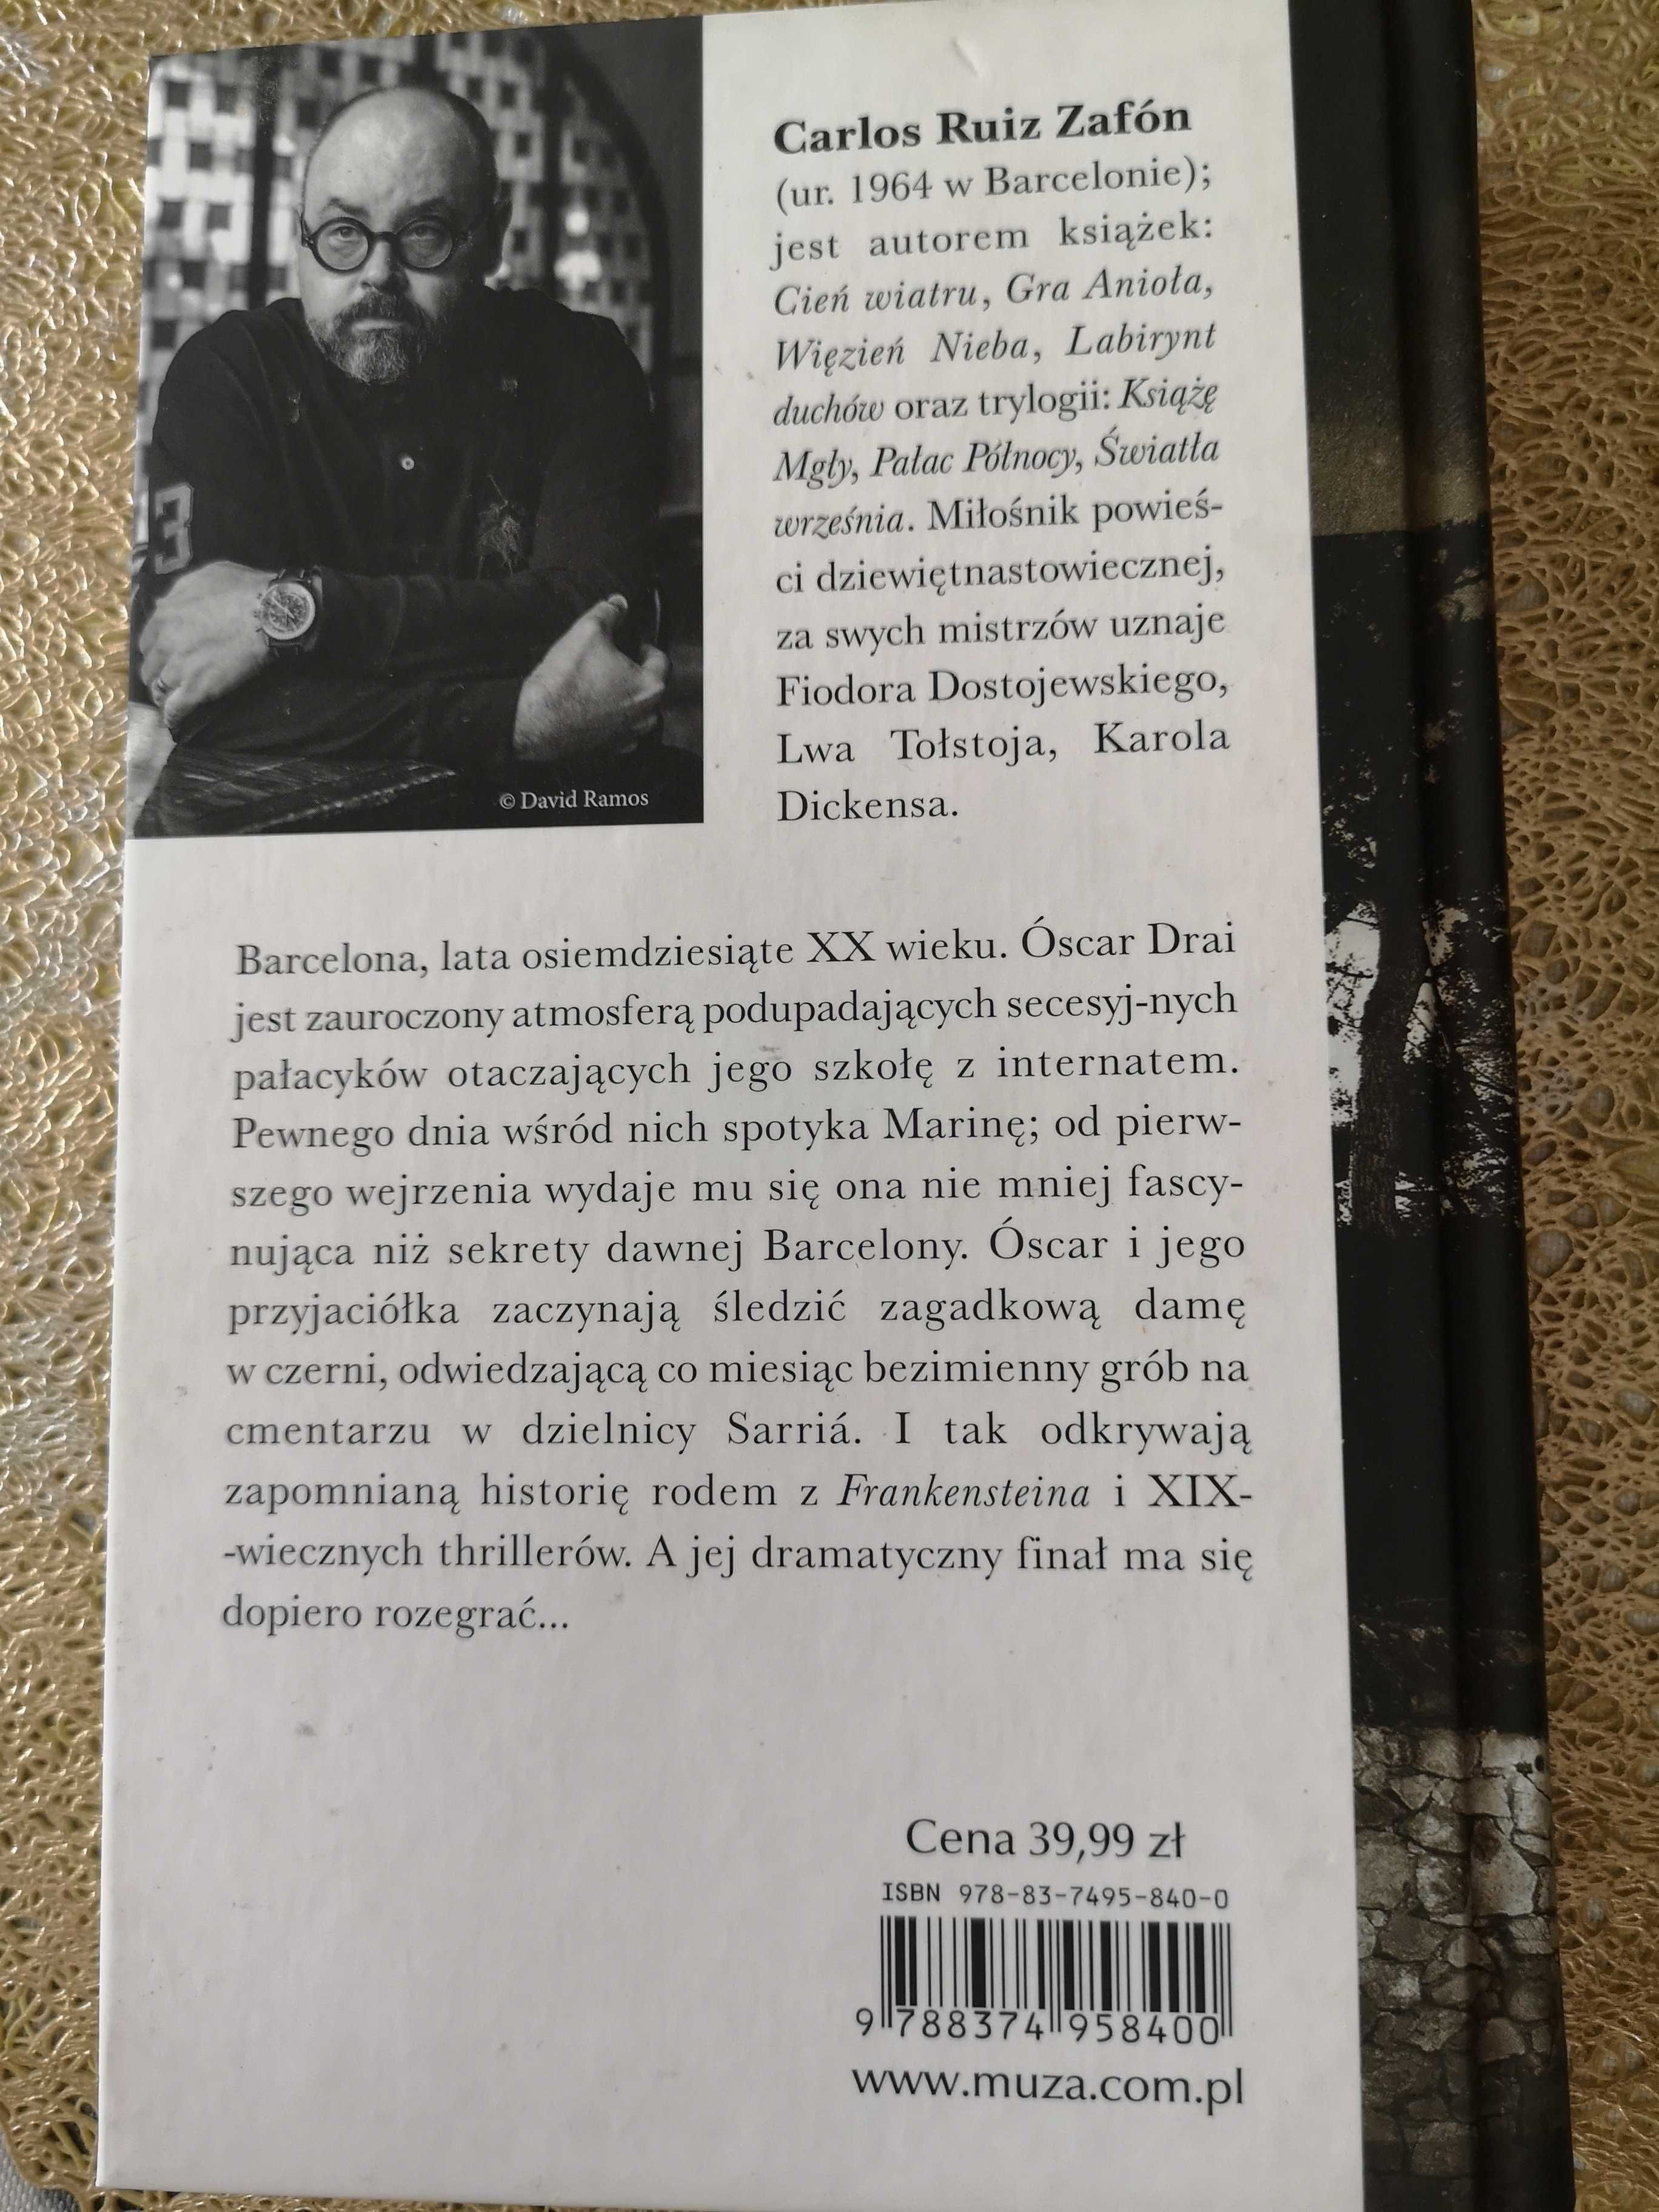 Carlos Ruiz Zafón
(ur. 1964 w Barcelonie);
jest autorem książek:
Cień wiatru, Gra Anioła,
Więzień Nieba, Labirynt
duchów oraz trylogii: Książę
Mgły, Pałac Północy, Światła
września. Miłośnik powieś-
ci dziewiętnastowiecznej,
za swych mistrzów uznaje
Fiodora Dostojewskiego,
Lwa Tołstoja, Karola
Dickensa.
3
© David Ramos
Barcelona, lata osiemdziesiąte XX wieku. Óscar Drai
jest zauroczony atmosferą podupadających secesyj-nych
pałacyków otaczających jego szkołę z internatem.
Pewnego dnia wśród nich spotyka Marinę; od pierw-
szego wejrzenia wydaje mu się ona nie mniej fascy-
nująca niż sekrety dawnej Barcelony. Óscar i jego
przyjaciółka zaczynają śledzić zagadkową damę
w czerni, odwiedzającą co miesiąc bezimienny grób na
cmentarzu w dzielnicy Sarriá. I tak odkrywają
zapomnianą historię rodem z Frankensteina i XIX-
-wiecznych thrillerów. A jej dramatyczny finał ma się
dopiero rozegrać...
Cena 39,99 zł
ISBN 978-83-7495-840-0
9 788374 958400
www.muza.com.pl